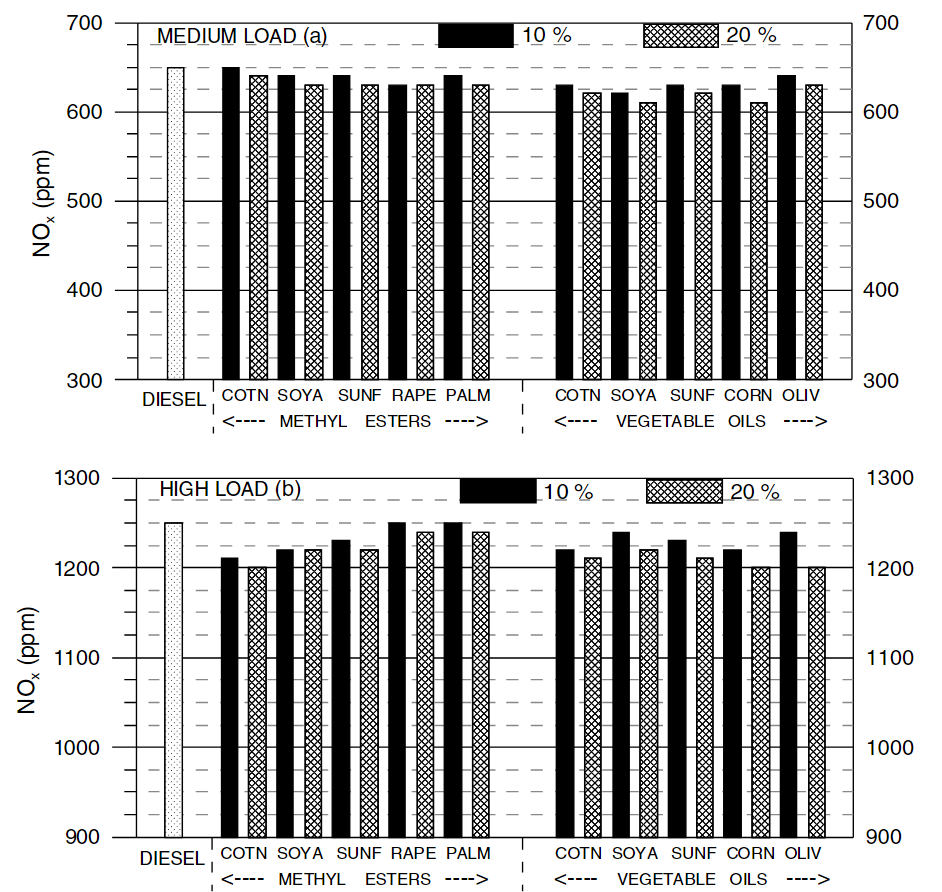 700 MEDIUM LOAD (a) 10 % 20 % 700
600 600
500 500
NOx (ppm)
400 400
300 300
DIESEL COTN SOYA SUNF RAPE PALM COTN SOYA SUNF CORN OLIV
<---- METHYL ESTERS ----> <---- VEGETABLE OILS ---->
1300 HIGH LOAD (b) 10 % 20 % 1300
1200 1200
1100 1100
NOx (ppm)
1000 1000
900 900
DIESEL COTN SOYA SUNF RAPE PALM COTN SOYA SUNF CORN OLIV
<---- METHYL ESTERS ----> <---- VEGETABLE OILS ---->